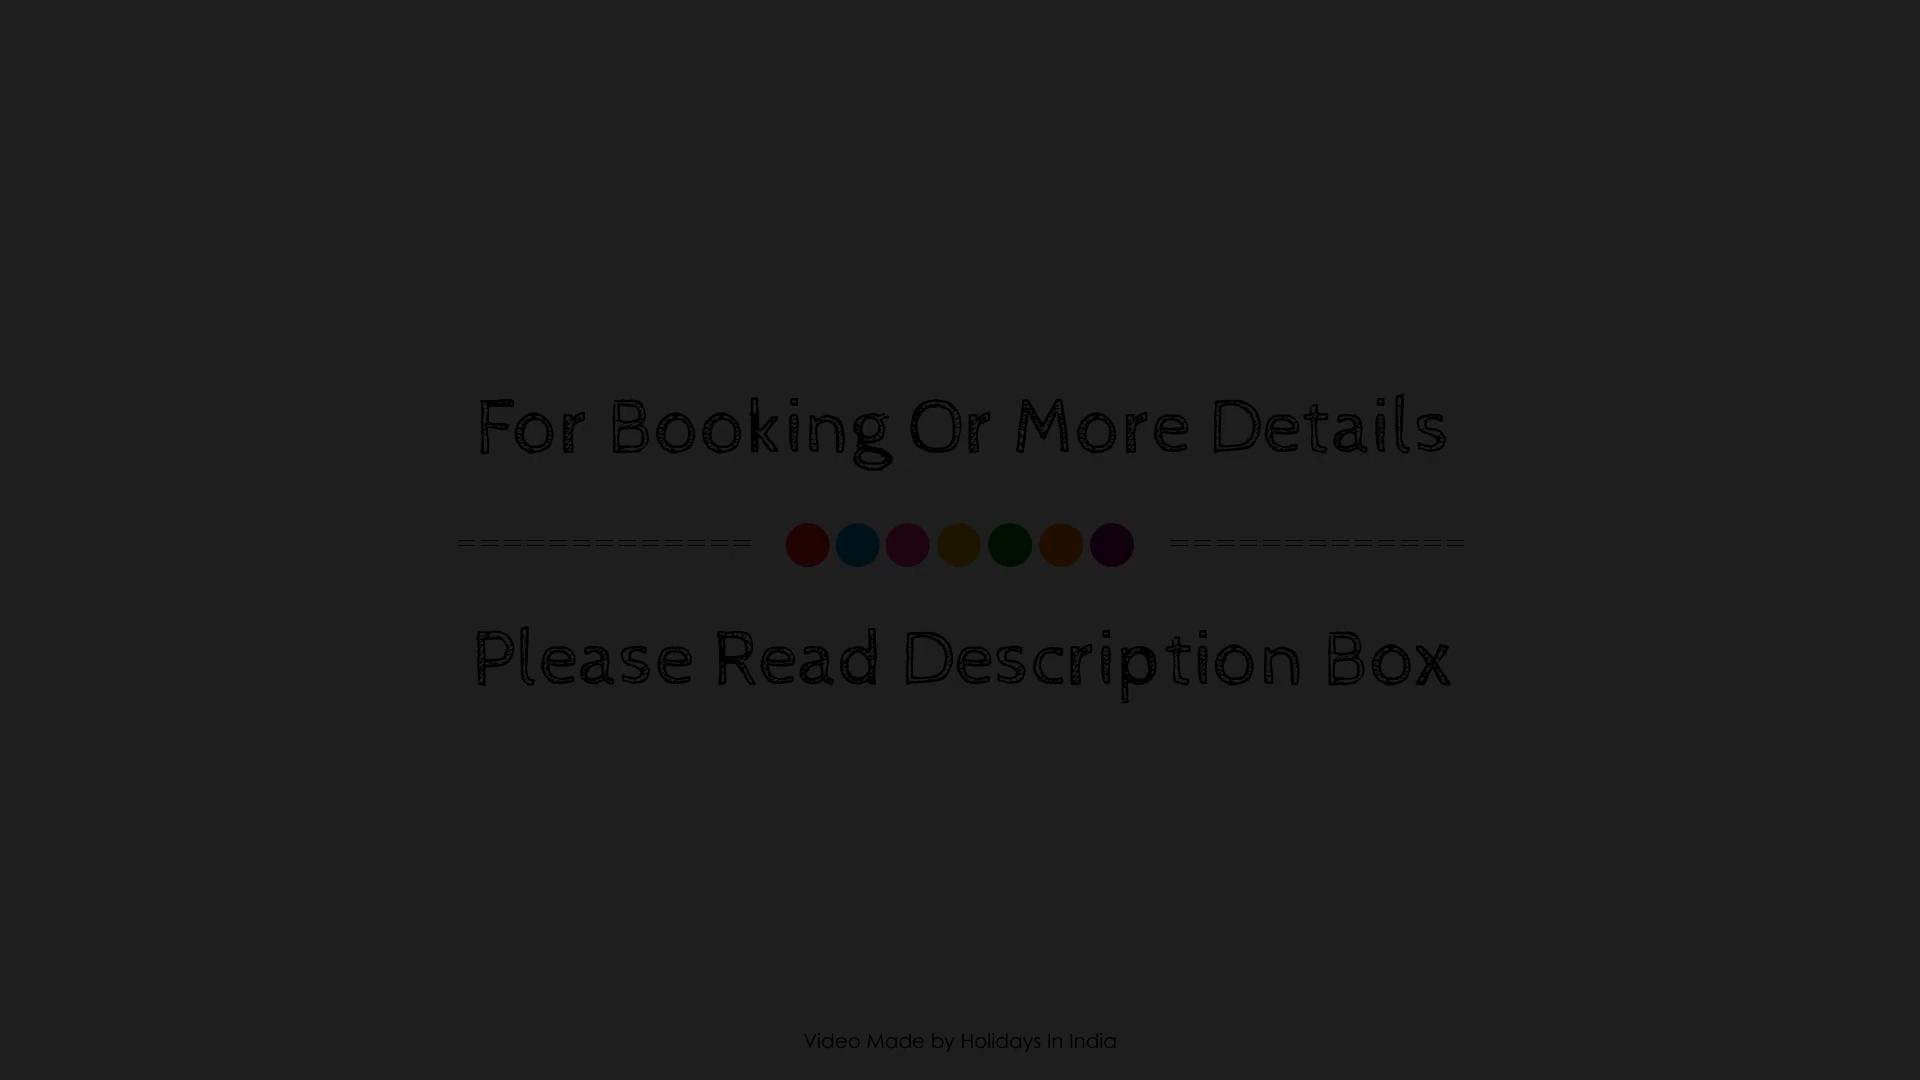 For Booking Or More Details
============= =============
Please Read Description Box
Video Made by Holidays In India